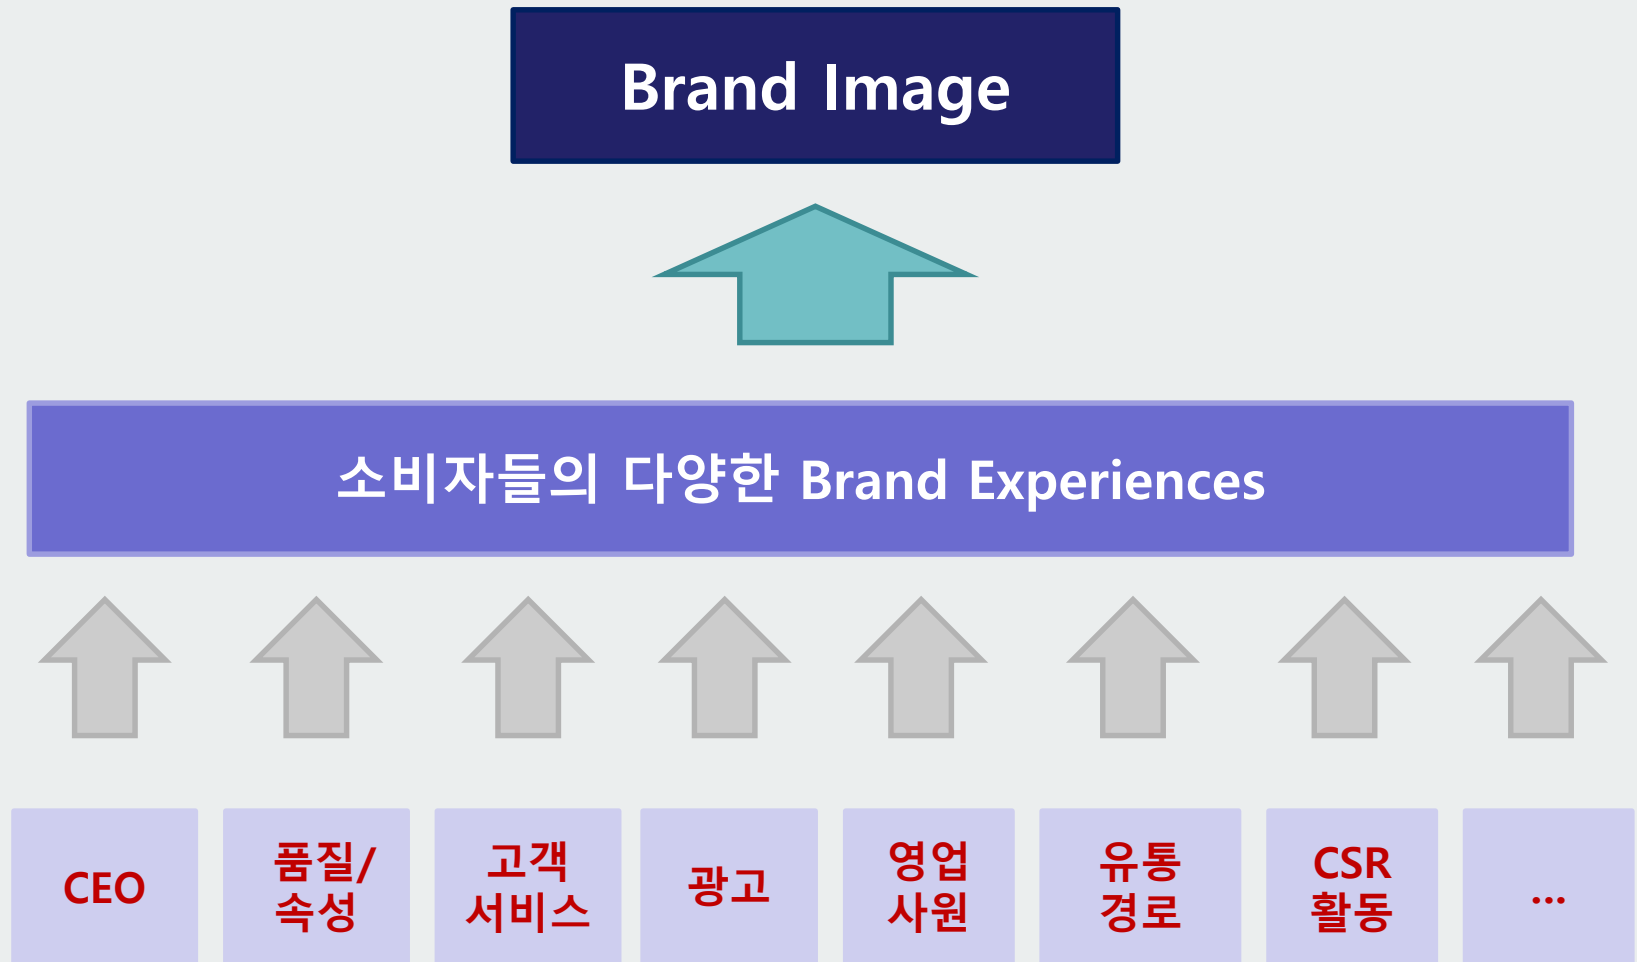 Brand Image
소비자들의 다양한 Brand Experiences
CEO
품질/
속성
고객
서비스
광고
영업
사원
유통
경로
CSR
활동
...